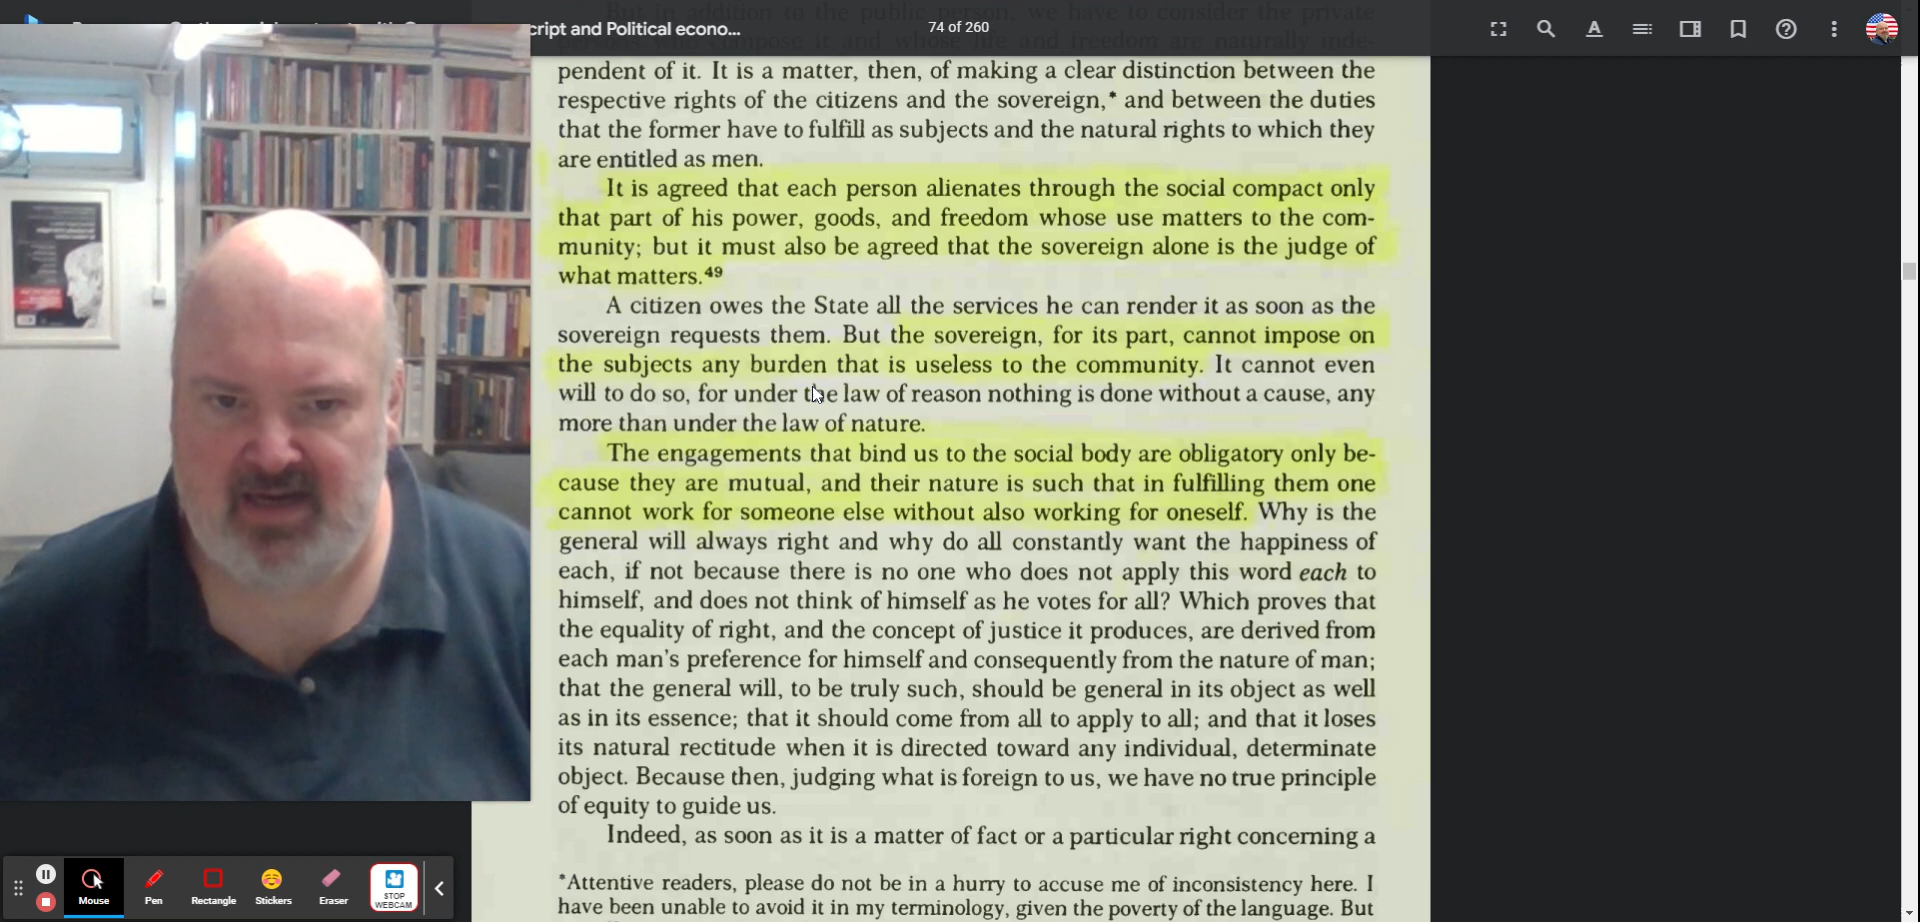 cript and Political econo...
74 of 260
But in addition to the public person, we have to consider the private
pendent of it. It is a matter, then, of making a clear distinction between the
respective rights of the citizens and the sovereign,* and between the duties
that the former have to fulfill as subjects and the natural rights to which they
are entitled as men.
It is agreed that each person alienates through the social compact only
that part of his power, goods, and freedom whose use matters to the com-
munity; but it must also be agreed that the sovereign alone is the judge of
what matters.49
A citizen owes the State all the services he can render it as soon as the
sovereign requests them. But the sovereign, for its part, cannot impose on
the subjects any burden that is useless to the community. It cannot even
will to do so, for under the law of reason nothing is done without a cause, any
more than under the law of nature.
The engagements that bind us to the social body are obligatory only be-
cause they are mutual, and their nature is such that in fulfilling them one
cannot work for someone else without also working for oneself. Why is the
general will always right and why do all constantly want the happiness of
each, if not because there is no one who does not apply this word each to
himself, and does not think of himself as he votes for all? Which proves that
the equality of right, and the concept of justice it produces, are derived from
each man's preference for himself and consequently from the nature of man;
that the general will, to be truly such, should be general in its object as well
as in its essence; that it should come from all to apply to all; and that it loses
its natural rectitude when it is directed toward any individual, determinate
object. Because then, judging what is foreign to us, we have no true principle
of equity to guide us.
Indeed, as soon as it is a matter of fact or a particular right concerning a
*Attentive readers, please do not be in a hurry to accuse me of inconsistency here. I
have been unable to avoid it in my terminology, given the poverty of the language. But
Mouse
Pen
Rectangle
Stickers
Eraser
STOP
WEBCAM